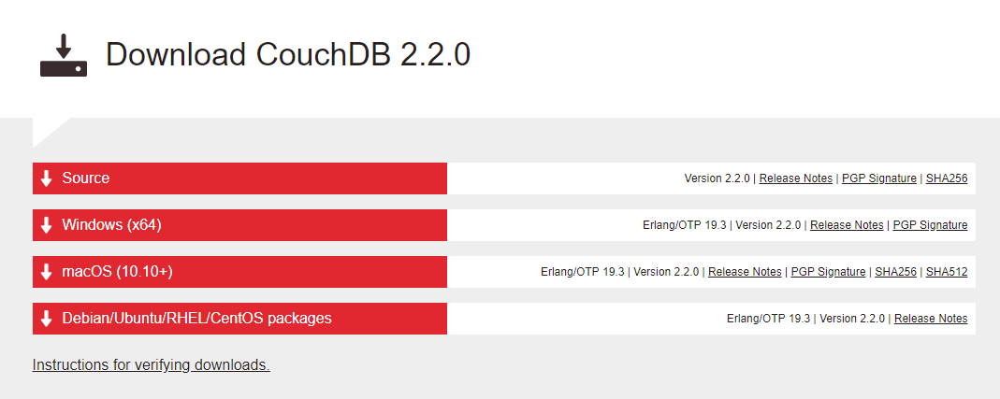 Download CouchDB 2.2.0
Source Version 2.2.0 | Release Notes | PGP Signature | SHA256
Windows (x64) Erlang/OTP 19.3 | Version 2.2.0 | Release Notes | PGP Signature
macOS (10.10+) Erlang/OTP 19.3 | Version 2.2.0 | Release Notes | PGP Signature | SHA256 | SHA512
Debian/Ubuntu/RHEL/CentOS packages Erlang/OTP 19.3 | Version 2.2.0 | Release Notes
Instructions for verifying downloads.